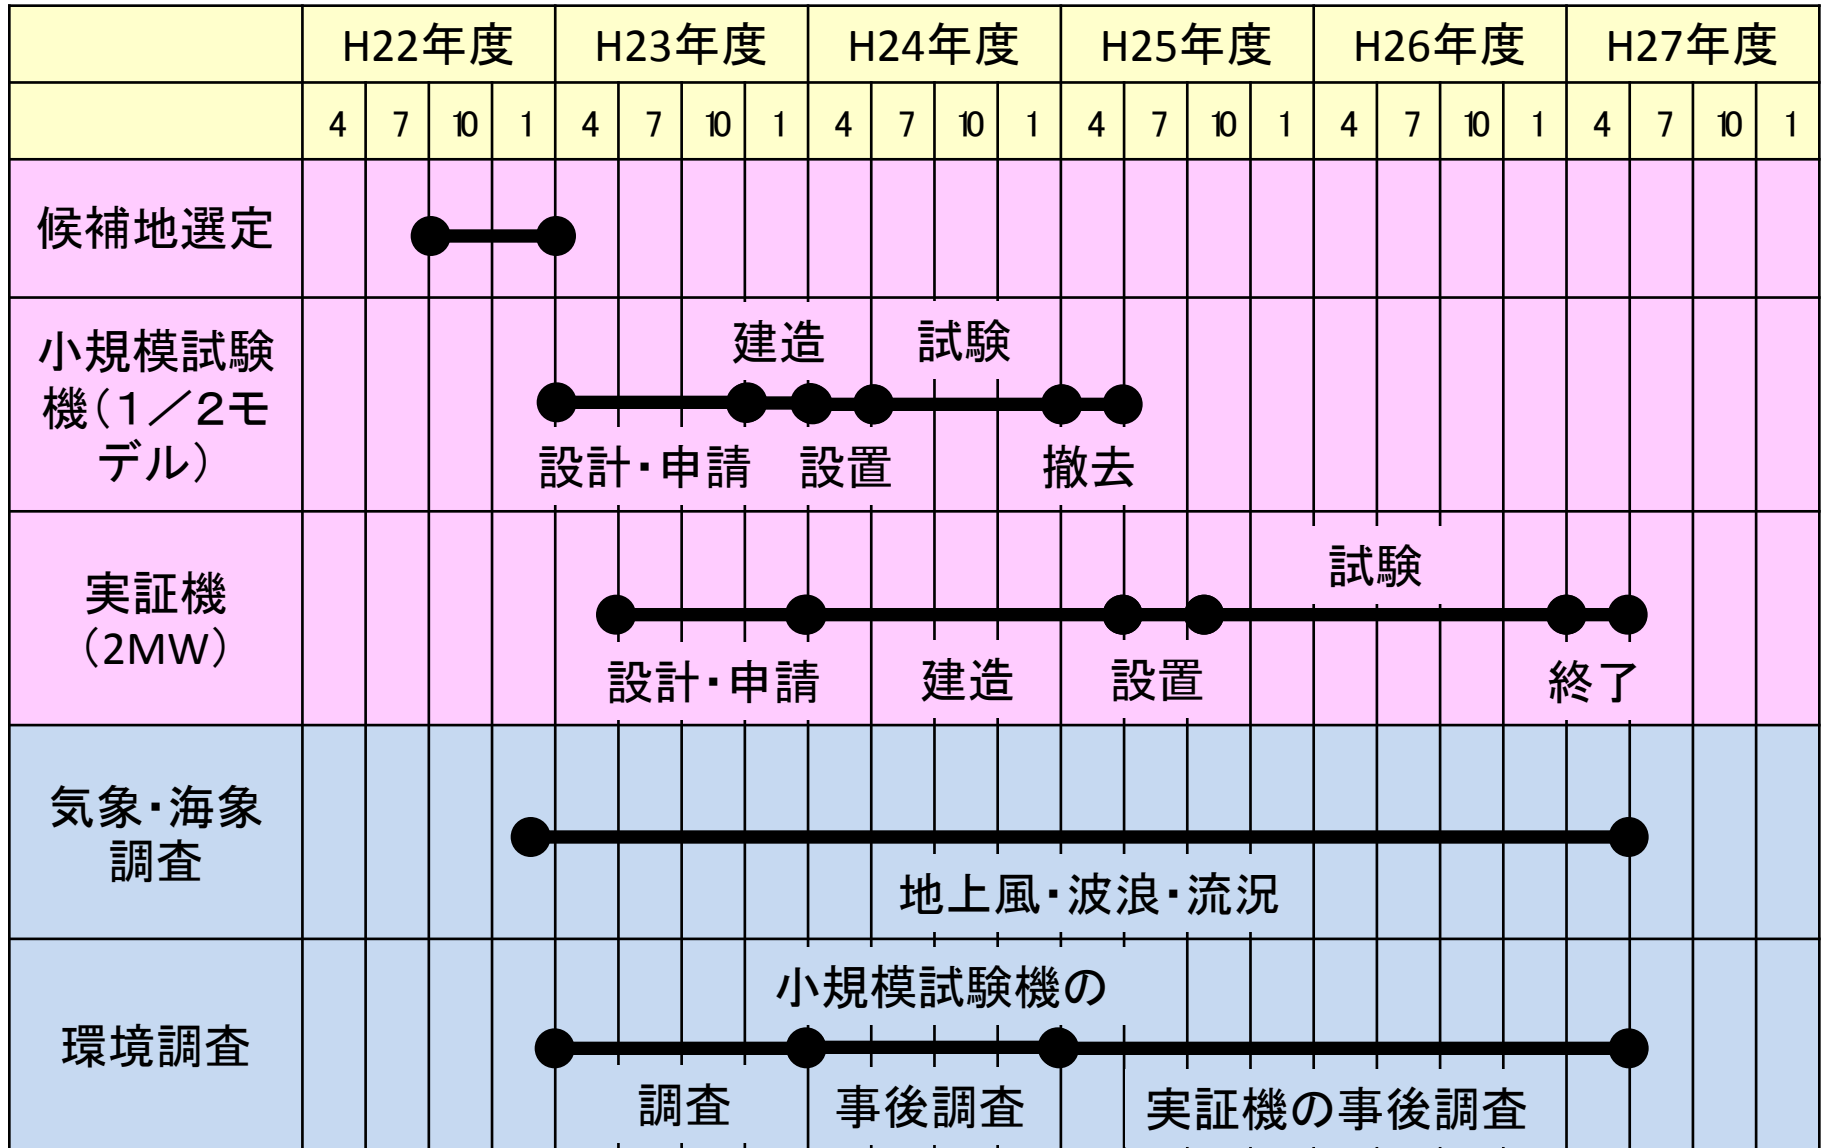 H22年度 H23年度 H24年度 H25年度 H26年度 H27年度
4 7 10 1 4 7 10 1 4 7 10 1 4 7 10 1 4 7 10 1 4 7 10 1
候補地選定
小規模試験
機(1/2モ
デル)
建造 試験
設計・申請 設置 撤去
実証機
(2MW)
試験
設計・申請 建造 設置 終了
気象・海象
調査
地上風・波浪・流況
環境調査
小規模試験機の
調査 事後調査 実証機の事後調査